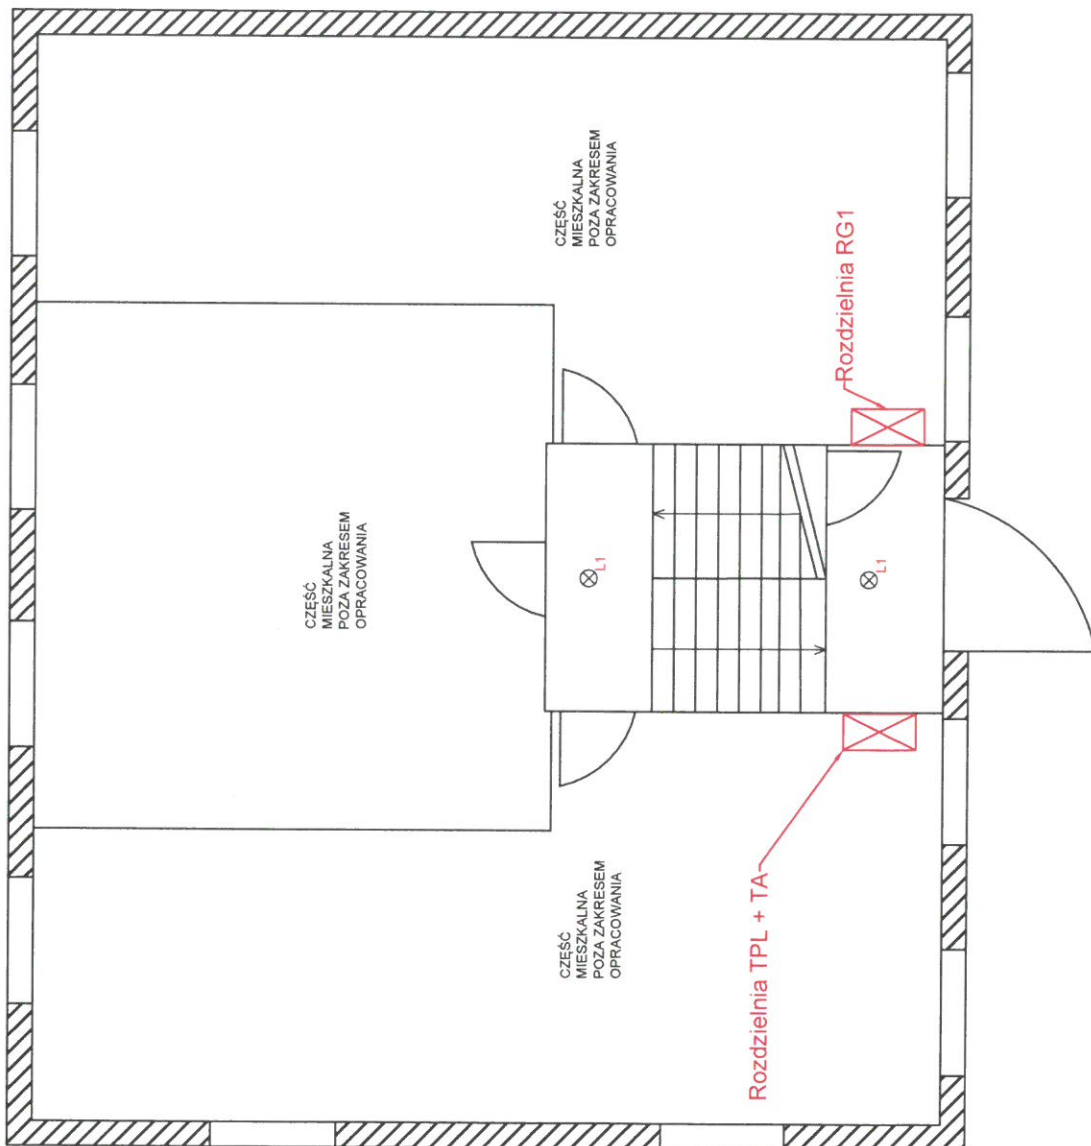 CZĘŚĆ
MIESZKALNA
POZA ZAKRESEM
OPRACOWANIA
CZĘŚĆ
MIESZKALNA
POZA ZAKRESEM
OPRACOWANIA
CZĘŚĆ
MIESZKALNA
POZA ZAKRESEM
OPRACOWANIA
L1
L1
Rozdzielnia TPL + TA
Rozdzielnia RG1